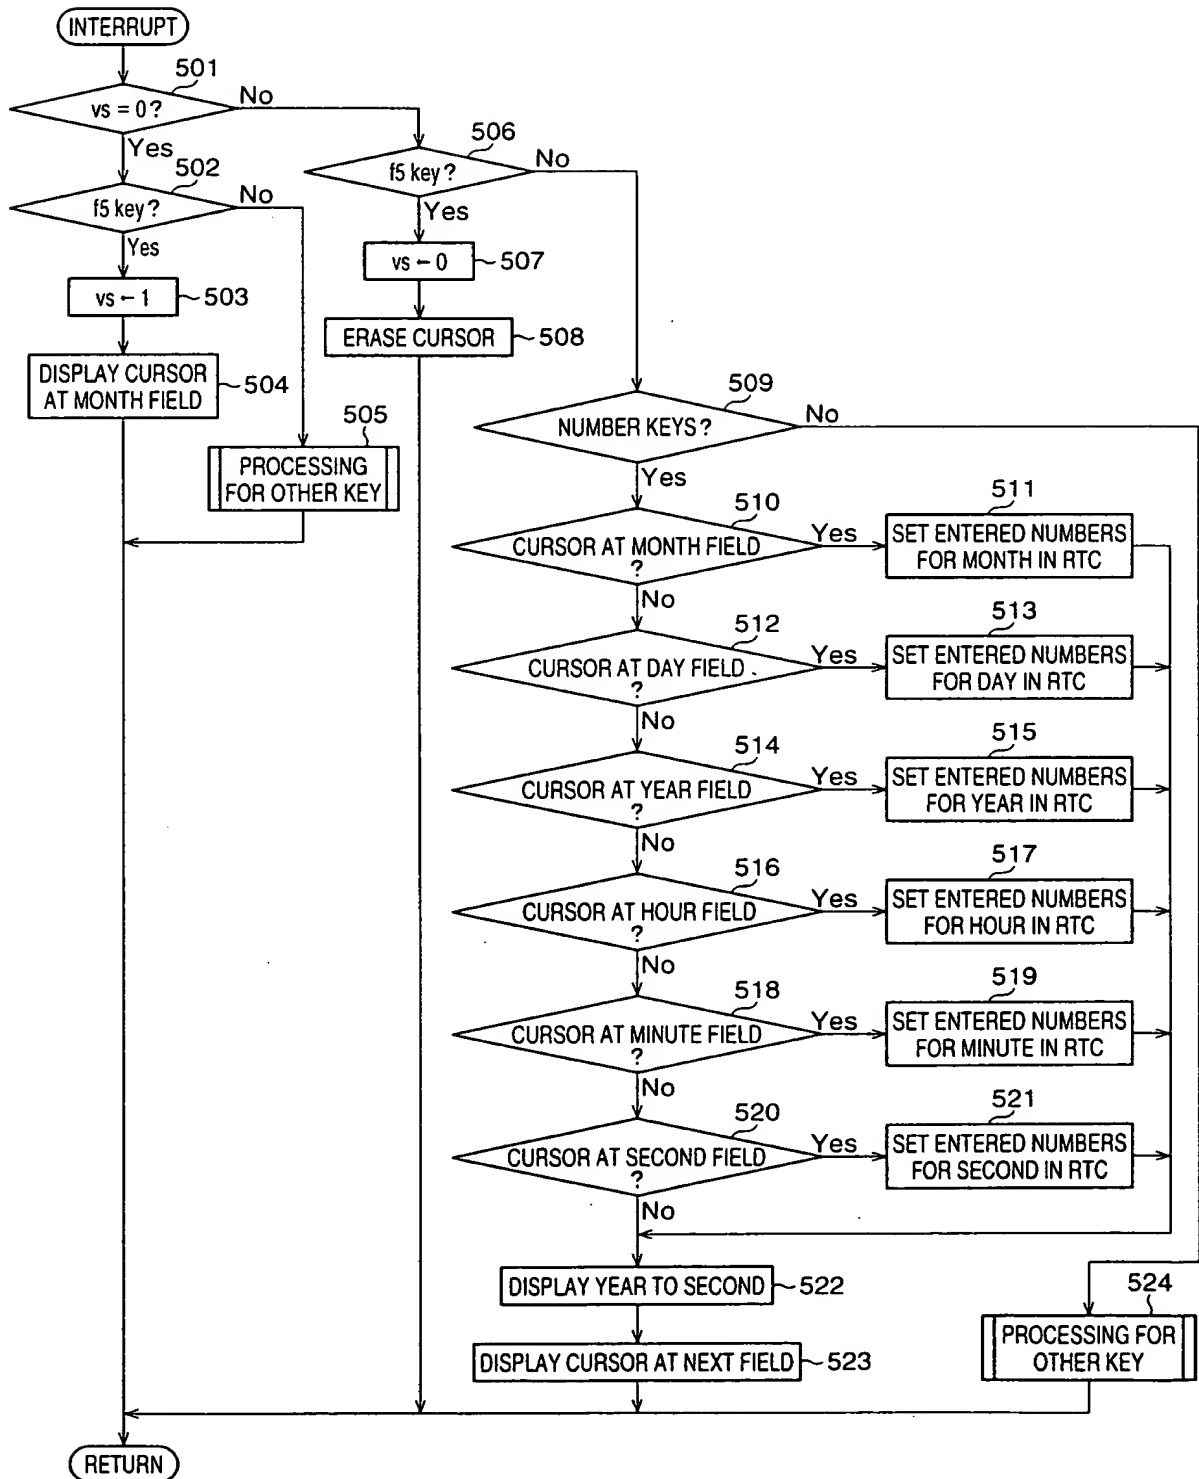 INTERRUPT
501
vs = 0?
No
Yes
502
f5 key?
No
Yes
vs ← 1
503
DISPLAY CURSOR
AT MONTH FIELD
504
505
PROCESSING
FOR OTHER KEY
506
f5 key?
No
Yes
vs ← 0
507
ERASE CURSOR
508
509
NUMBER KEYS?
No
Yes
510
CURSOR AT MONTH FIELD
?
Yes
No
511
SET ENTERED NUMBERS
FOR MONTH IN RTC
512
CURSOR AT DAY FIELD
?
Yes
No
513
SET ENTERED NUMBERS
FOR DAY IN RTC
514
CURSOR AT YEAR FIELD
?
Yes
No
515
SET ENTERED NUMBERS
FOR YEAR IN RTC
516
CURSOR AT HOUR FIELD
?
Yes
No
517
SET ENTERED NUMBERS
FOR HOUR IN RTC
518
CURSOR AT MINUTE FIELD
?
Yes
No
519
SET ENTERED NUMBERS
FOR MINUTE IN RTC
520
CURSOR AT SECOND FIELD
?
Yes
No
521
SET ENTERED NUMBERS
FOR SECOND IN RTC
DISPLAY YEAR TO SECOND
522
DISPLAY CURSOR AT NEXT FIELD
523
524
PROCESSING FOR
OTHER KEY
RETURN